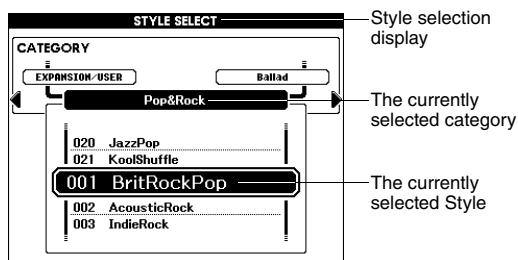 STYLE SELECT
Style selection
display
CATEGORY
EXPANSION/USER
Ballad
Pop&Rock
The currently
selected category
020 JazzPop
021 KoolShuffle
001 BritRockPop
The currently
selected Style
002 AcousticRock
003 IndieRock